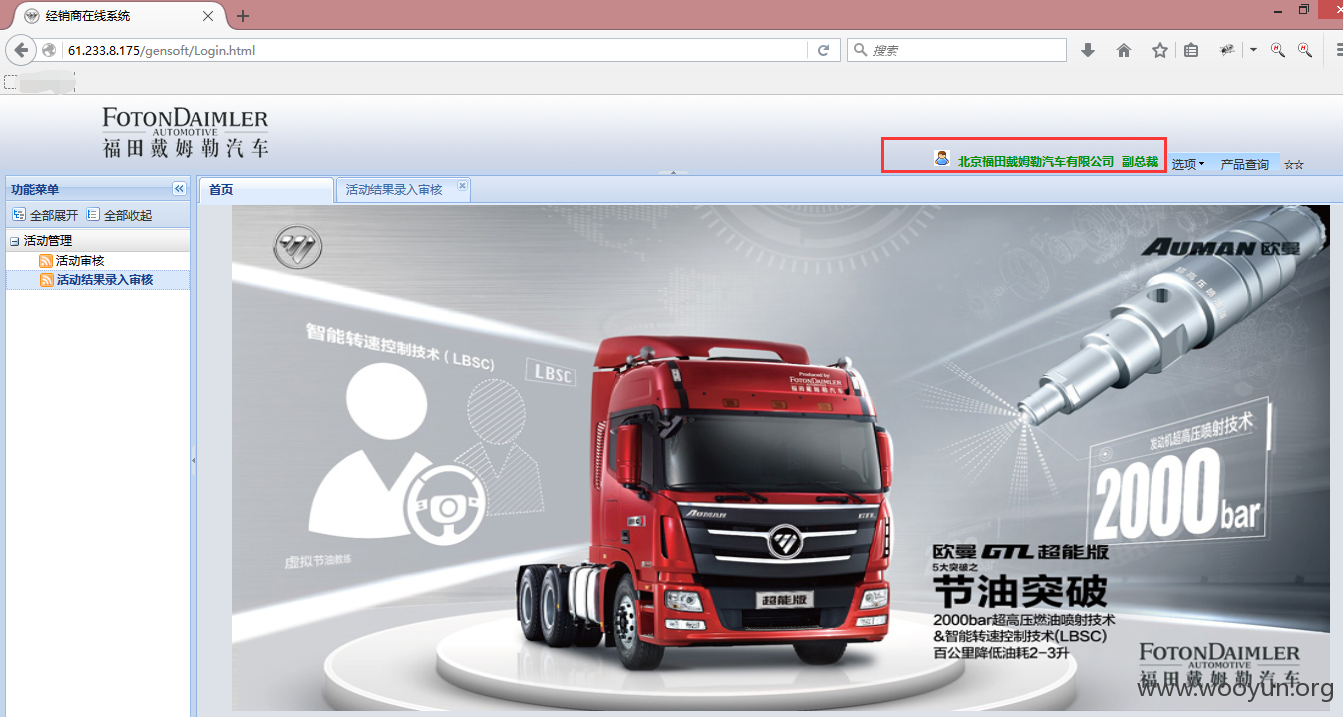 经销商在线系统
61.233.8.175/gensoft/Login.html
搜索
FOTONDAIMLER
AUTOMOTIVE
福田戴姆勒汽车
北京福田戴姆勒汽车有限公司 副总裁
选项
产品查询
☆☆
功能菜单
首页
活动结果录入审核
全部展开
全部收起
活动管理
活动审核
活动结果录入审核
AUMAN 欧曼
超高压喷
智能转速控制技术（LBSC）
LBSC
Produced by
FOTONDAIMLER
福田戴姆勒汽车
发动机超高压喷射技术
2000bar
AUMAN
GTL
超能版
虚拟节油教练
欧曼 GTL 超能版
5大突破之
节油突破
2000bar超高压燃油喷射技术
&智能转速控制技术(LBSC)
百公里降低油耗2-3升
FOTONDAIMLER
AUTOMOTIVE
福田戴姆勒汽车
www.wooyun.org